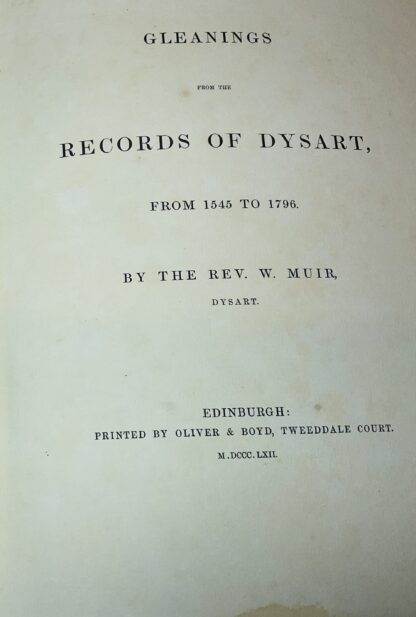 GLEANINGS
FROM THE
RECORDS OF DYSART,
FROM 1545 TO 1796.
BY THE REV. W. MUIR,
DYSART.
EDINBURGH:
PRINTED BY OLIVER & BOYD, TWEEDDALE COURT.
M.DCCC.LXII.